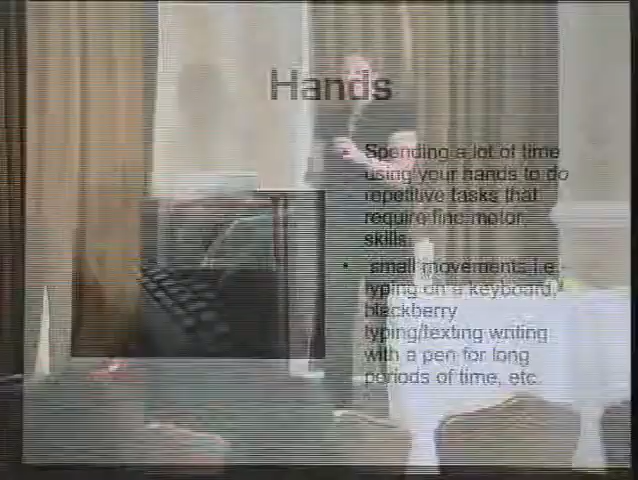 Hands
• Spending a lot of time
using your hands to do
repetitive tasks that
require fine motor
skills.
• small movements i.e.
typing on a keyboard,
blackberry
typing/texting writing
with a pen for long
periods of time, etc.